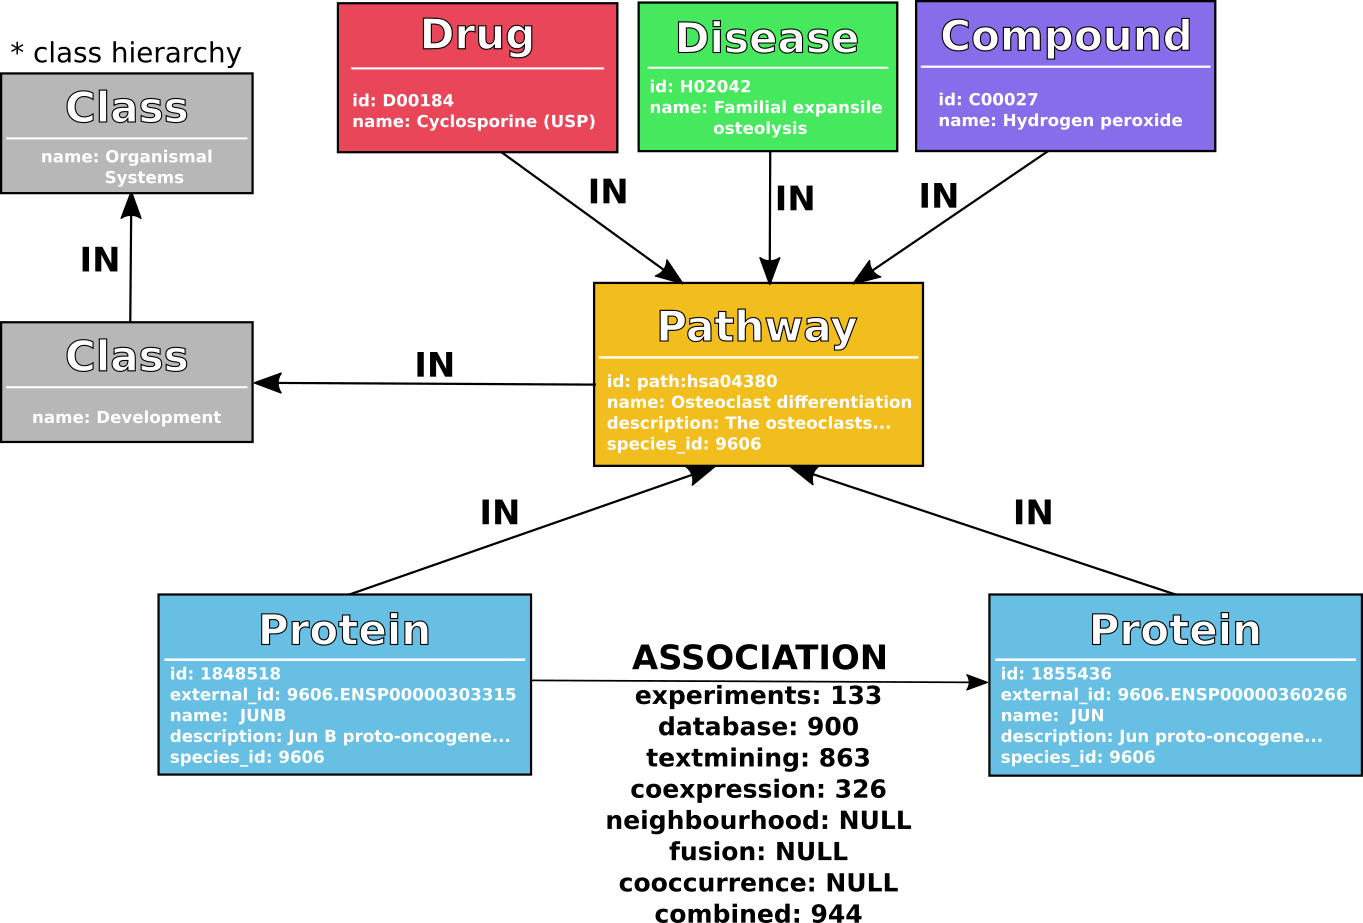 * class hierarchy
Class
name: Organismal
Systems
IN
Class
name: Development
Drug
id: D00184
name: Cyclosporine (USP)
Disease
id: H02042
name: Familial expansile
osteolysis
Compound
id: C00027
name: Hydrogen peroxide
IN
IN
IN
IN
Pathway
id: path:hsa04380
name: Osteoclast differentiation
description: The osteoclasts...
species_id: 9606
IN
IN
Protein
id: 1848518
external_id: 9606.ENSP00000303315
name: JUNB
description: Jun B proto-oncogene...
species_id: 9606
ASSOCIATION
experiments: 133
database: 900
textmining: 863
coexpression: 326
neighbourhood: NULL
fusion: NULL
cooccurrence: NULL
combined: 944
Protein
id: 1855436
external_id: 9606.ENSP00000360266
name: JUN
description: Jun proto-oncogene...
species_id: 9606